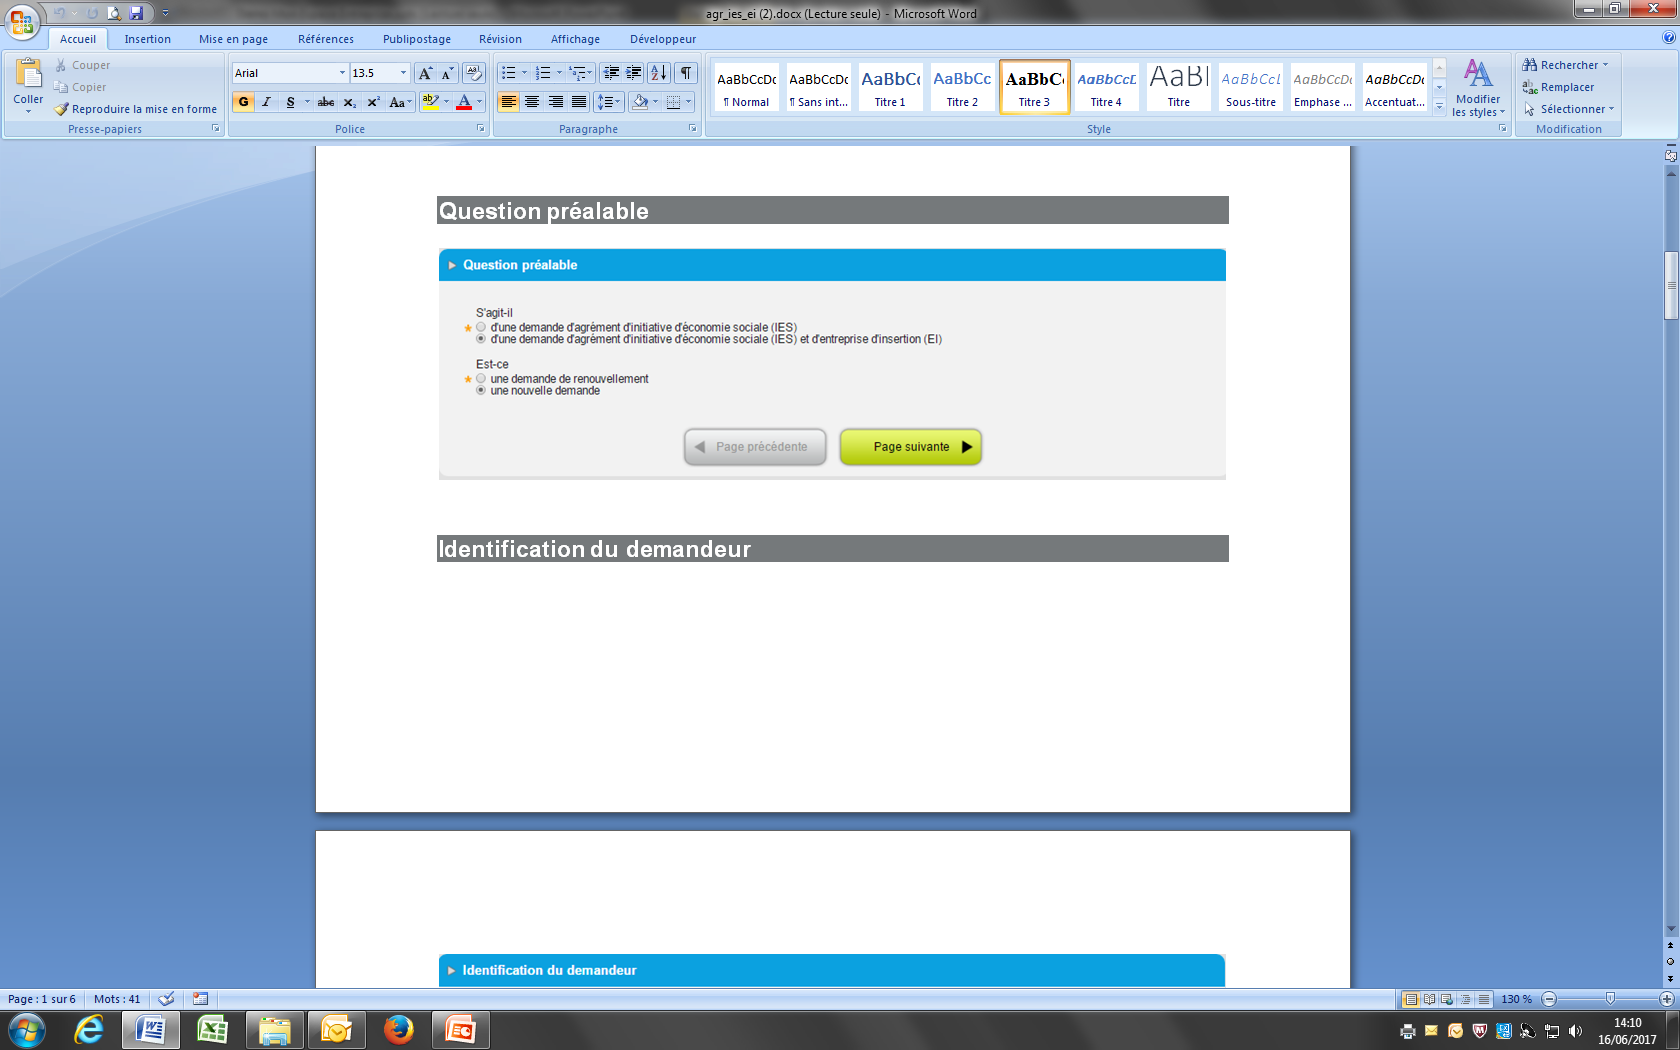 agr_ies_ei (2).docx (Lecture seule) - Microsoft Word
Accueil Insertion Mise en page Références Publipostage Révision Affichage Développeur
Coller
Couper
Copier
Reproduire la mise en forme
Presse-papiers
Arial 13.5
G I S abc x₂ x² Aa ab A
Police
Paragraphe
AaBbCcDc AaBbCcDc AaBbC AaBbCc AaBbC AaBbCcD AaBl AaBbCcL AaBbCcDc AaBbCcDc
¶ Normal ¶ Sans int... Titre 1 Titre 2 Titre 3 Titre 4 Titre Sous-titre Emphase ... Accentuat...
Modifier
les styles
Style
Rechercher
Remplacer
Sélectionner
Modification
Question préalable
Question préalable
S'agit-il
d'une demande d'agrément d'initiative d'économie sociale (IES)
d'une demande d'agrément d'initiative d'économie sociale (IES) et d'entreprise d'insertion (EI)
Est-ce
une demande de renouvellement
une nouvelle demande
Page précédente Page suivante
Identification du demandeur
Identification du demandeur
Page : 1 sur 6 Mots : 41 130 %
14:10
16/06/2017